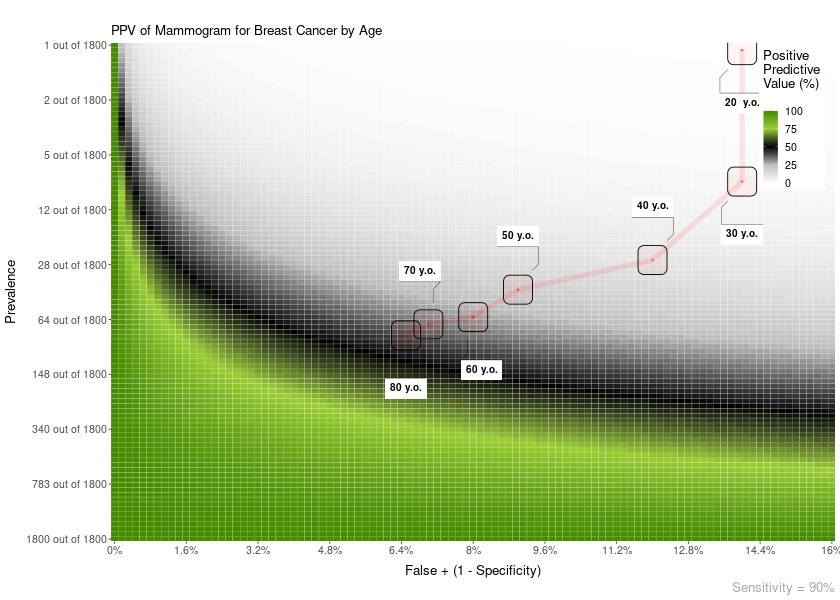 PPV of Mammogram for Breast Cancer by Age
1 out of 1800
2 out of 1800
5 out of 1800
12 out of 1800
28 out of 1800
64 out of 1800
148 out of 1800
340 out of 1800
783 out of 1800
1800 out of 1800
Prevalence
Positive
Predictive
Value (%)
100
75
50
25
0
20 y.o.
30 y.o.
40 y.o.
50 y.o.
70 y.o.
60 y.o.
80 y.o.
0%
1.6%
3.2%
4.8%
6.4%
8%
9.6%
11.2%
12.8%
14.4%
16%
False + (1 - Specificity)
Sensitivity = 90%